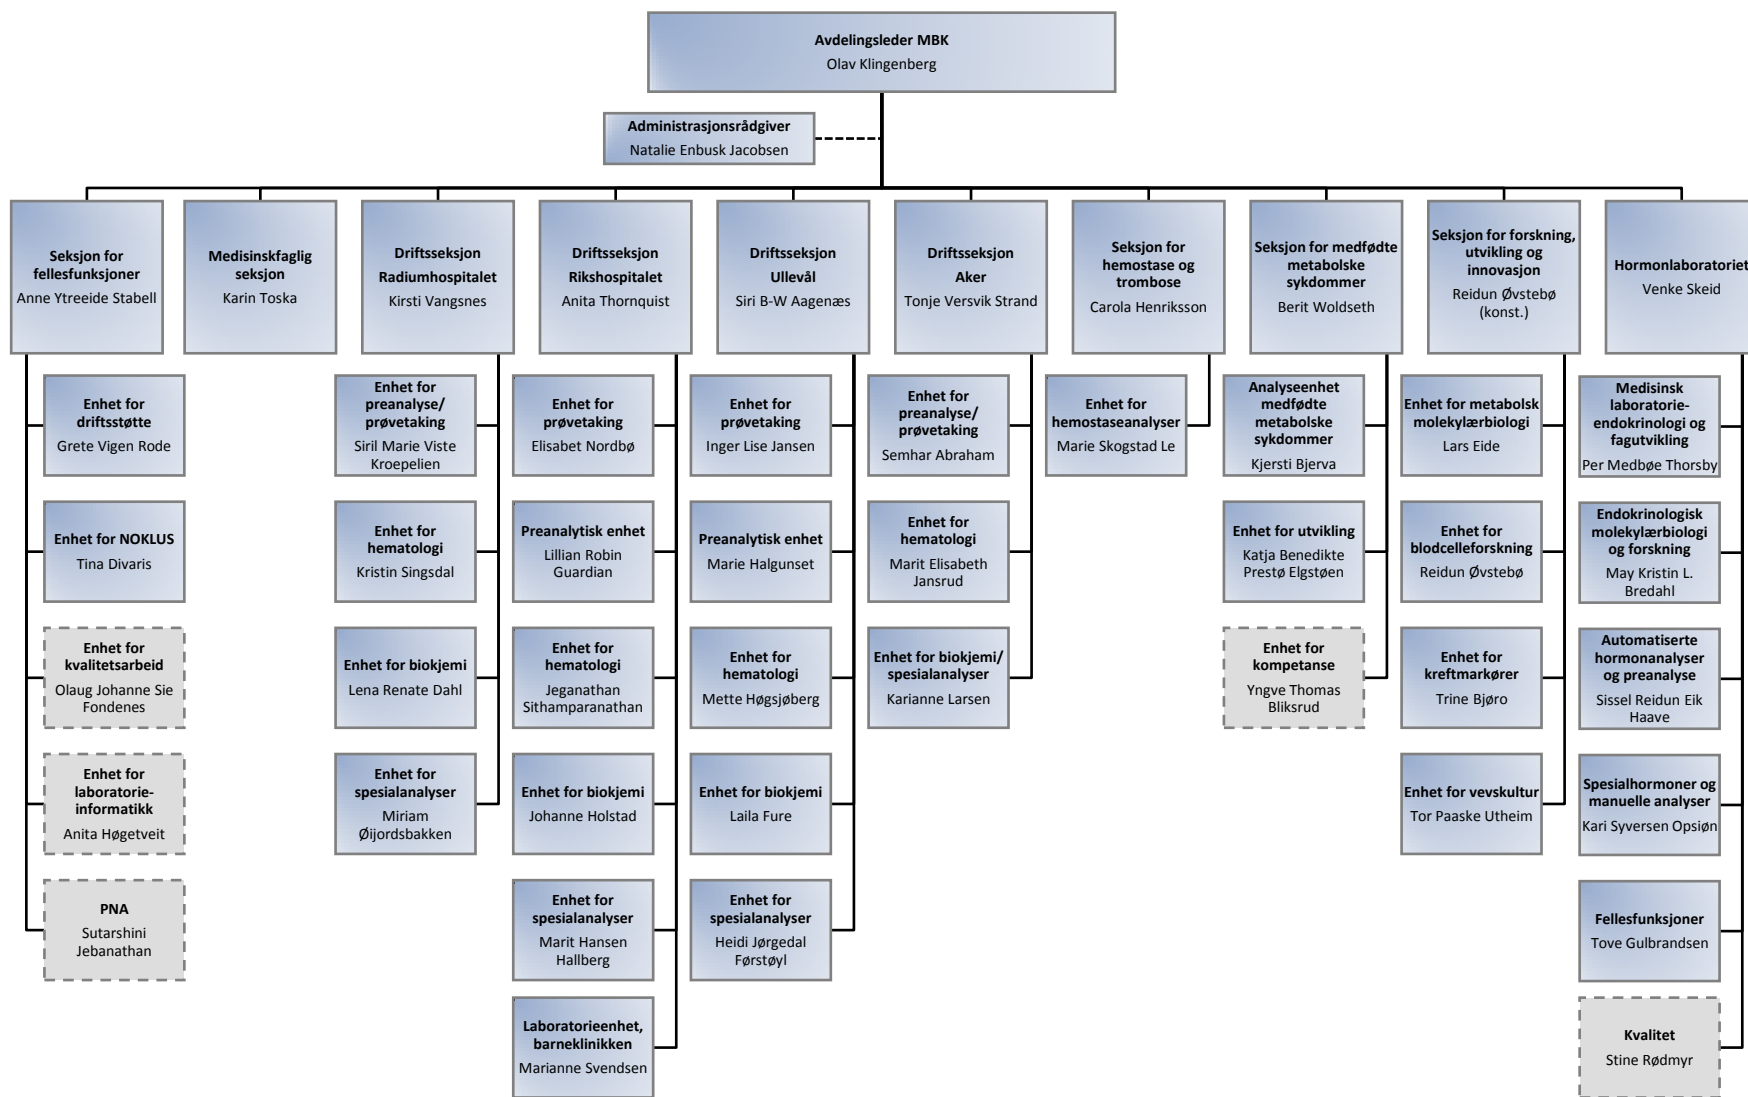 Avdelingsleder MBK
Olav Klingenberg
Administrasjonsrådgiver
Natalie Enbusk Jacobsen
Seksjon for
fellesfunksjoner
Anne Ytreeide Stabell
Medisinskfaglig
seksjon
Karin Toska
Driftsseksjon
Radiumhospitalet
Kirsti Vangsnes
Driftsseksjon
Rikshospitalet
Anita Thornquist
Driftsseksjon
Ullevål
Siri B-W Aagenæs
Driftsseksjon
Aker
Tonje Versvik Strand
Seksjon for
hemostase og
trombose
Carola Henriksson
Seksjon for medfødte
metabolske
sykdommer
Berit Woldseth
Seksjon for forskning,
utvikling og
innovasjon
Reidun Øvstebø
(konst.)
Hormonlaboratoriet
Venke Skeid
Enhet for
driftsstøtte
Grete Vigen Rode
Enhet for NOKLUS
Tina Divaris
Enhet for
kvalitetsarbeid
Olaug Johanne Sie
Fondenes
Enhet for
laboratorie-
informatikk
Anita Høgetveit
PNA
Sutarshini
Jebanathan
Enhet for
preanalyse/
prøvetaking
Siril Marie Viste
Kroepelien
Enhet for
hematologi
Kristin Singsdal
Enhet for biokjemi
Lena Renate Dahl
Enhet for
spesialanalyser
Miriam
Øijordsbakken
Enhet for
prøvetaking
Elisabet Nordbø
Preanalytisk enhet
Lillian Robin
Guardian
Enhet for
hematologi
Jeganathan
Sithamparanathan
Enhet for biokjemi
Johanne Holstad
Enhet for
spesialanalyser
Marit Hansen
Hallberg
Laboratorieenhet,
barneklinikken
Marianne Svendsen
Enhet for
prøvetaking
Inger Lise Jansen
Preanalytisk enhet
Marie Halgunset
Enhet for
hematologi
Mette Høgsjøberg
Enhet for biokjemi
Laila Fure
Enhet for
spesialanalyser
Heidi Jørgedal
Førstøyl
Enhet for
preanalyse/
prøvetaking
Semhar Abraham
Enhet for
hematologi
Marit Elisabeth
Jansrud
Enhet for biokjemi/
spesialanalyser
Karianne Larsen
Enhet for
hemostaseanalyser
Marie Skogstad Le
Analyseenhet
medfødte
metabolske
sykdommer
Kjersti Bjerva
Enhet for utvikling
Katja Benedikte
Prestø Elgstøen
Enhet for
kompetanse
Yngve Thomas
Bliksrud
Enhet for metabolsk
molekylærbiologi
Lars Eide
Enhet for
blodcelleforskning
Reidun Øvstebø
Enhet for
kreftmarkører
Trine Bjøro
Enhet for vevskultur
Tor Paaske Utheim
Medisinsk
laboratorie-
endokrinologi og
fagutvikling
Per Medbøe Thorsby
Endokrinologisk
molekylærbiologi
og forskning
May Kristin L.
Bredahl
Automatiserte
hormonanalyser
og preanalyse
Sissel Reidun Eik
Haave
Spesialhormoner og
manuelle analyser
Kari Syversen Opsiøn
Fellesfunksjoner
Tove Gulbrandsen
Kvalitet
Stine Rødmyr